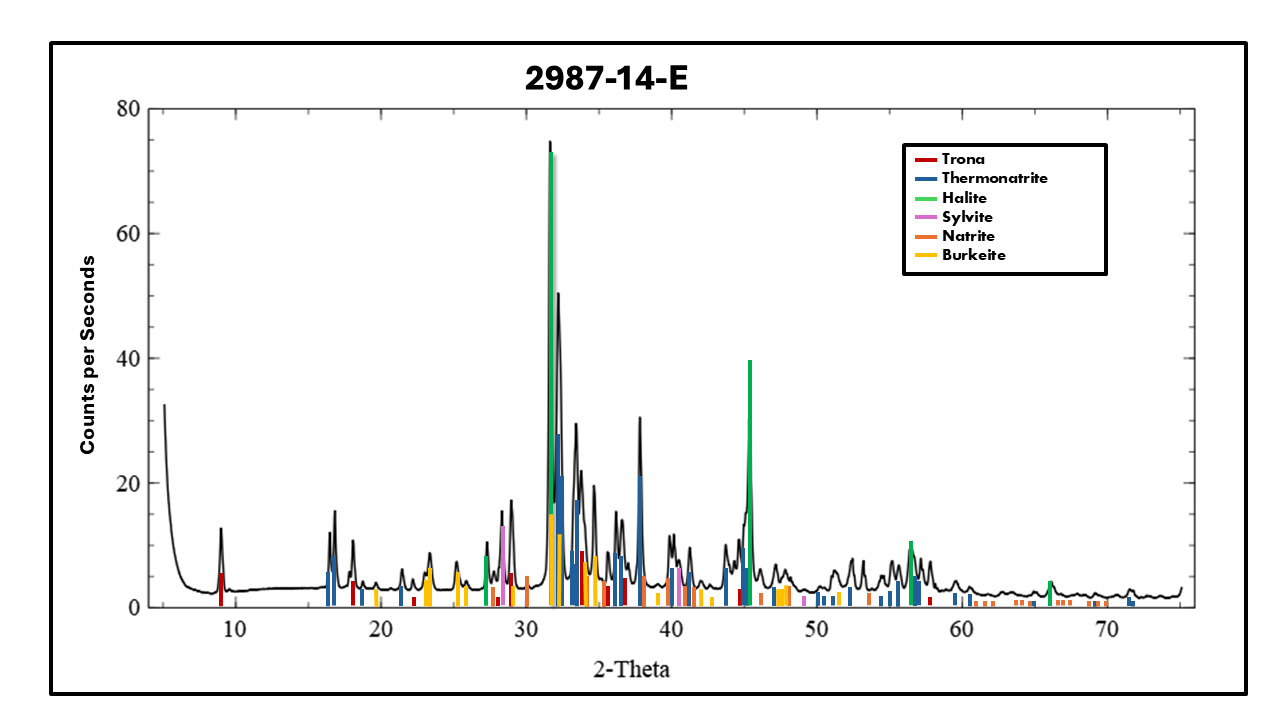 2987-14-E
80
60
40
20
0
Counts per Seconds
Trona
Thermonatrite
Halite
Sylvite
Natrite
Burkeite
10 20 30 40 50 60 70
2-Theta